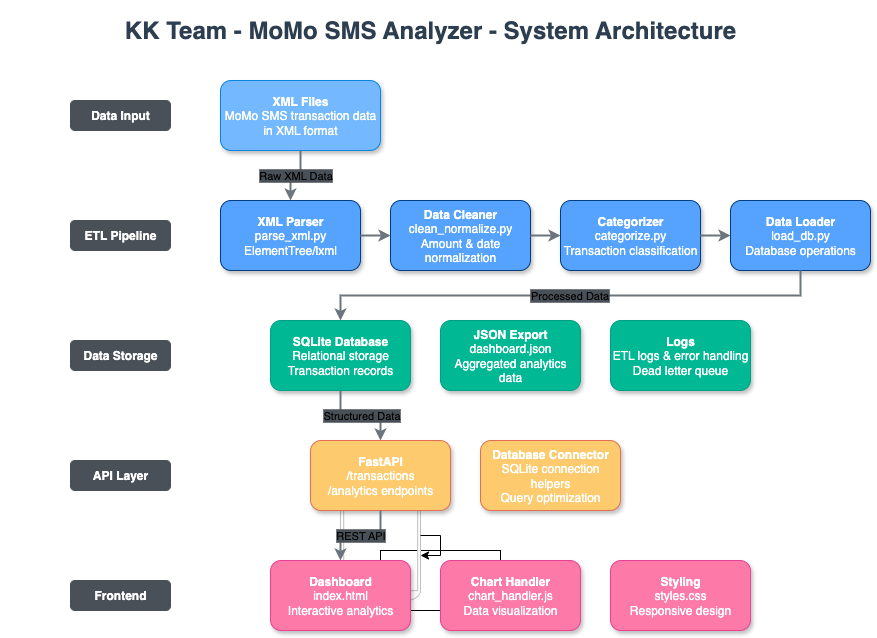 KK Team - MoMo SMS Analyzer - System Architecture
Data Input
XML Files
MoMo SMS transaction data
in XML format
Raw XML Data
ETL Pipeline
XML Parser
parse_xml.py
ElementTree/lxml
Data Cleaner
clean_normalize.py
Amount & date
normalization
Categorizer
categorize.py
Transaction classification
Data Loader
load_db.py
Database operations
Processed Data
Data Storage
SQLite Database
Relational storage
Transaction records
JSON Export
dashboard.json
Aggregated analytics
data
Logs
ETL logs & error handling
Dead letter queue
Structured Data
API Layer
FastAPI
/transactions
/analytics endpoints
Database Connector
SQLite connection
helpers
Query optimization
REST API
Frontend
Dashboard
index.html
Interactive analytics
Chart Handler
chart_handler.js
Data visualization
Styling
styles.css
Responsive design